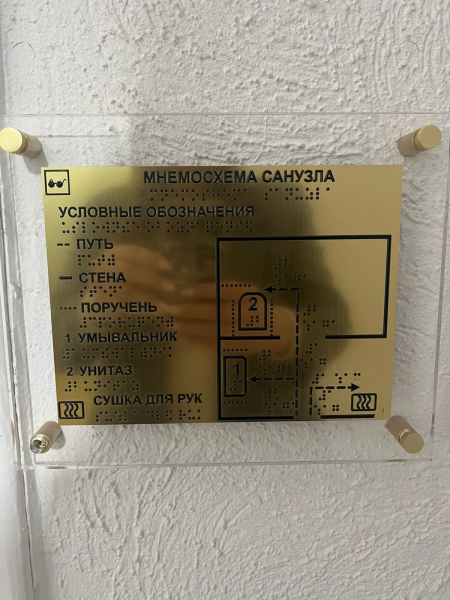 МНЕМОСХЕМА САНУЗЛА
УСЛОВНЫЕ ОБОЗНАЧЕНИЯ
-- ПУТЬ
— СТЕНА
.... ПОРУЧЕНЬ
1 УМЫВАЛЬНИК
2 УНИТАЗ
СУШКА ДЛЯ РУК
2
1